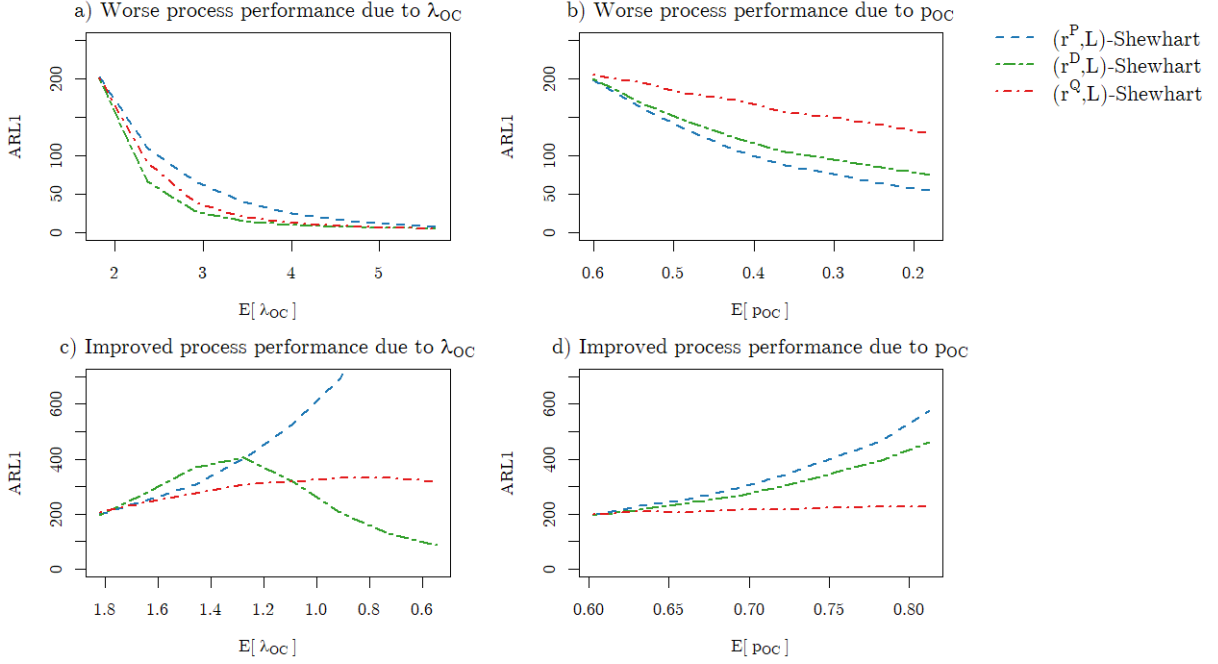 a) Worse process performance due to λOC
b) Worse process performance due to pOC
(r^P,L)-Shewhart
(r^D,L)-Shewhart
(r^Q,L)-Shewhart
ARL1
200
100
50
0
2 3 4 5
E[ λOC ]
ARL1
200
100
50
0
0.6 0.5 0.4 0.3 0.2
E[ pOC ]
c) Improved process performance due to λOC
d) Improved process performance due to pOC
ARL1
600
400
200
0
1.8 1.6 1.4 1.2 1.0 0.8 0.6
E[ λOC ]
ARL1
600
400
200
0
0.60 0.65 0.70 0.75 0.80
E[ pOC ]